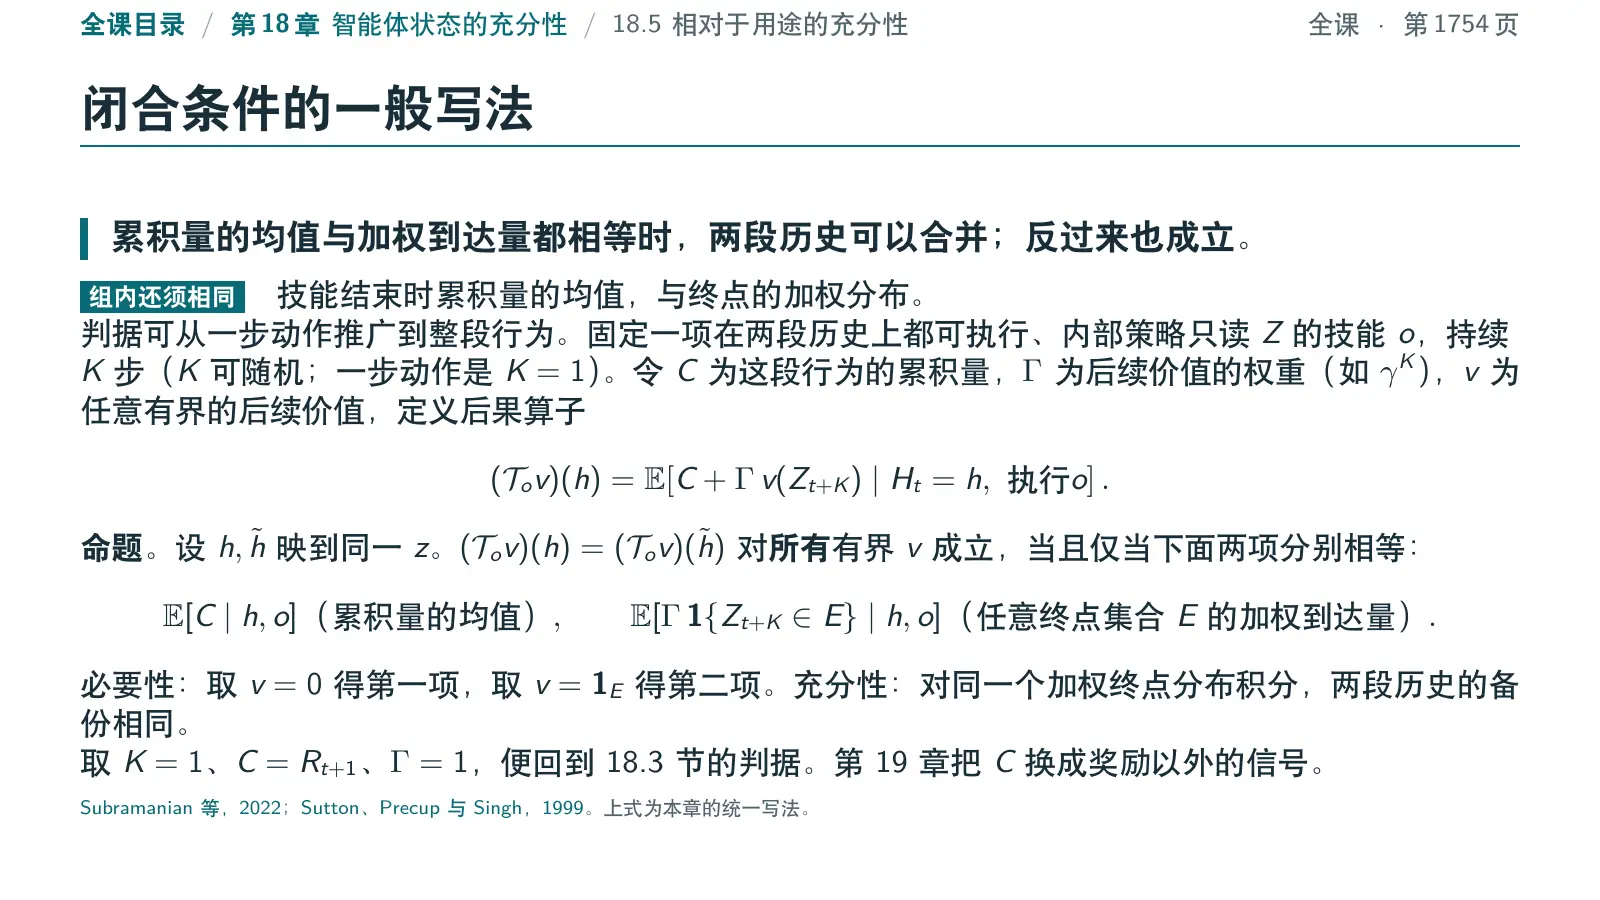 全课目录 / 第18章 智能体状态的充分性 / 18.5 相对于用途的充分性
全课 · 第1754页
闭合条件的一般写法
累积量的均值与加权到达量都相等时，两段历史可以合并；反过来也成立。
组内还须相同 技能结束时累积量的均值，与终点的加权分布。
判据可从一步动作推广到整段行为。固定一项在两段历史上都可执行、内部策略只读 Z 的技能 o，持续
K 步（K 可随机；一步动作是 K = 1）。令 C 为这段行为的累积量，Γ 为后续价值的权重（如 γ^K），v 为
任意有界的后续价值，定义后果算子
(𝒯ₒv)(h) = 𝔼[C + Γ v(Z_{t+K}) | H_t = h, 执行o] .
命题。设 h, h̃ 映到同一 z。(𝒯ₒv)(h) = (𝒯ₒv)(h̃) 对所有有界 v 成立，当且仅当下面两项分别相等：
𝔼[C | h, o]（累积量的均值）, 𝔼[Γ 𝟏{Z_{t+K} ∈ E} | h, o]（任意终点集合 E 的加权到达量）.
必要性：取 v = 0 得第一项，取 v = 𝟏_E 得第二项。充分性：对同一个加权终点分布积分，两段历史的备
份相同。
取 K = 1、C = R_{t+1}、Γ = 1，便回到 18.3 节的判据。第 19 章把 C 换成奖励以外的信号。
Subramanian 等，2022；Sutton、Precup 与 Singh，1999。上式为本章的统一写法。